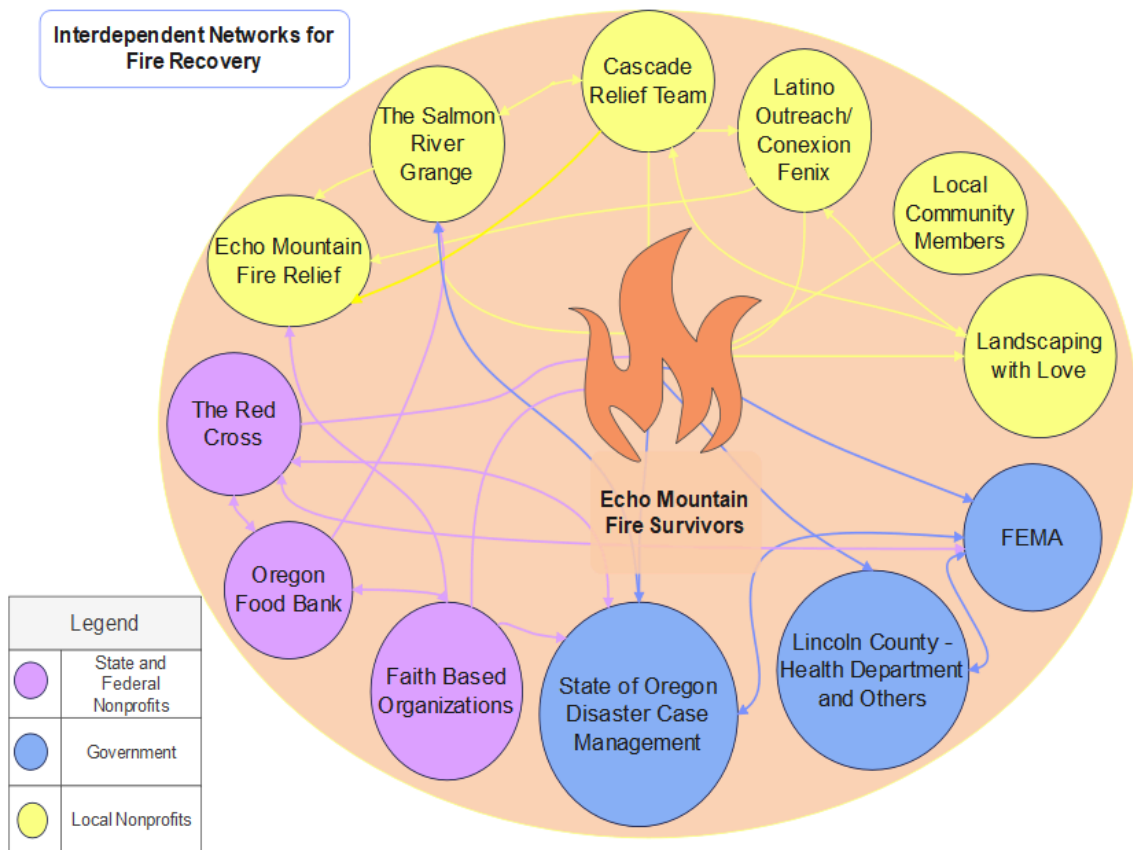 Interdependent Networks for
Fire Recovery
Cascade
Relief Team
The Salmon
River
Grange
Latino
Outreach/
Conexion
Fenix
Local
Community
Members
Echo Mountain
Fire Relief
Landscaping
with Love
The Red
Cross
Echo Mountain
Fire Survivors
FEMA
Oregon
Food Bank
Faith Based
Organizations
State of Oregon
Disaster Case
Management
Lincoln County -
Health Department
and Others
Legend
State and
Federal
Nonprofits
Government
Local Nonprofits